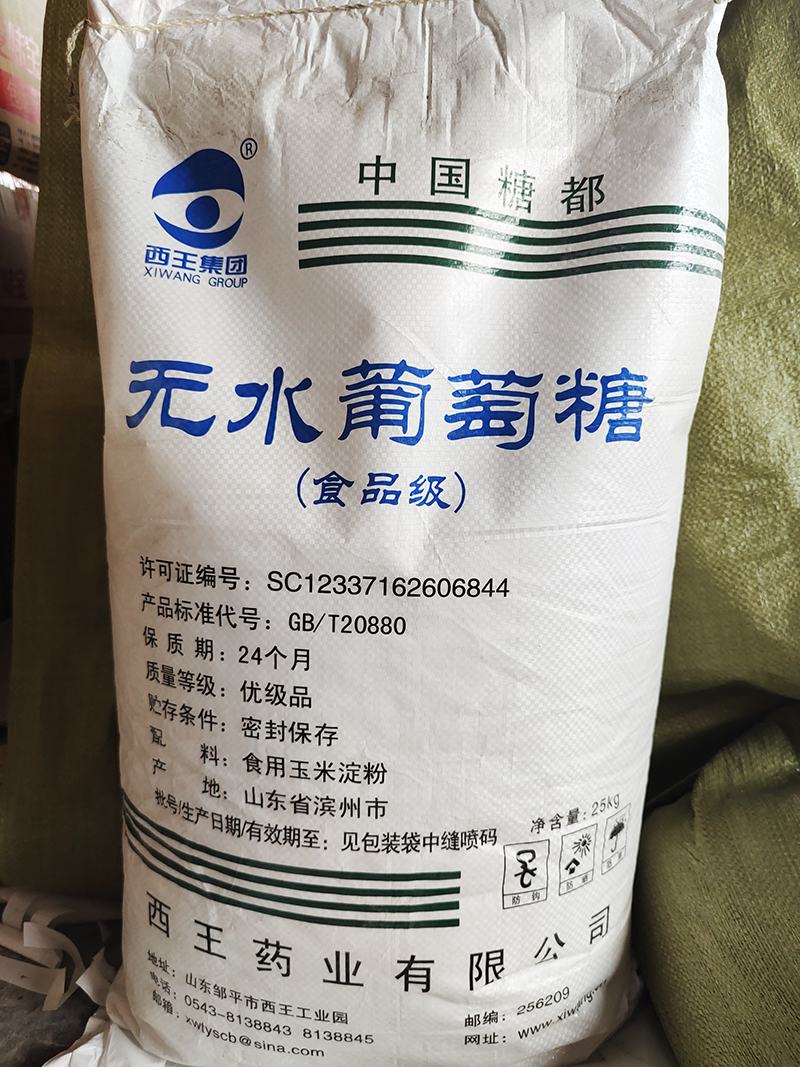 ®
中国糖都
西王集团
XIWANG GROUP
无水葡萄糖
(食品级)
许可证编号：SC12337162606844
产品标准代号：GB/T20880
保质期：24个月
质量等级：优级品
贮存条件：密封保存
配料：食用玉米淀粉
产地：山东省滨州市
批号/生产日期/有效期至：见包装袋中缝喷码
净含量：25kg
防钩
防晒
西王药业有限公司
地址：山东邹平市西王工业园
电话：0543-8138843 8138845
邮箱：xwlyscb@sina.com
邮编：256209
网址：www.xiwang